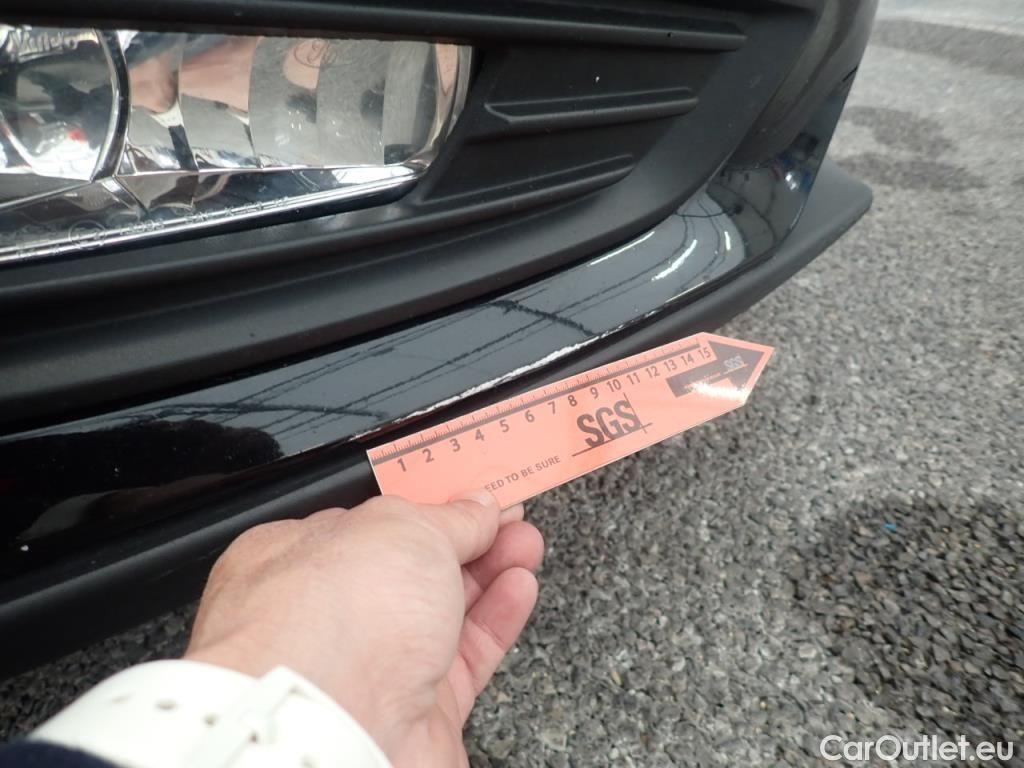 Valeo
1 2 3 4 5 6 7 8 9 10 11 12 13 14 15
SGS
SGS
EED TO BE SURE
CarOutlet.eu